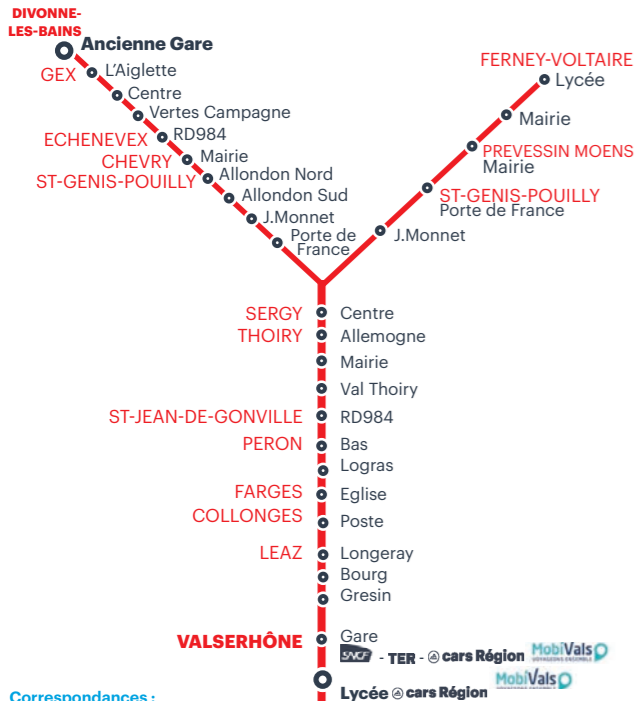 DIVONNE-
LES-BAINS
Ancienne Gare
GEX L'Aiglette
Centre
Vertes Campagne
ECHENEVEX RD984
CHEVRY Mairie
ST-GENIS-POUILLY Allondon Nord
Allondon Sud
J.Monnet
Porte de
France
FERNEY-VOLTAIRE
Lycée
Mairie
PREVESSIN MOENS
Mairie
ST-GENIS-POUILLY
Porte de France
J.Monnet
SERGY Centre
THOIRY Allemogne
Mairie
Val Thoiry
ST-JEAN-DE-GONVILLE RD984
PERON Bas
Logras
FARGES Eglise
COLLONGES Poste
LEAZ Longeray
Bourg
Gresin
VALSERHÔNE Gare
SNCF - TER - cars Région MobiVals
VOYAGEONS ENSEMBLE
Lycée cars Région MobiVals
Correspondances :